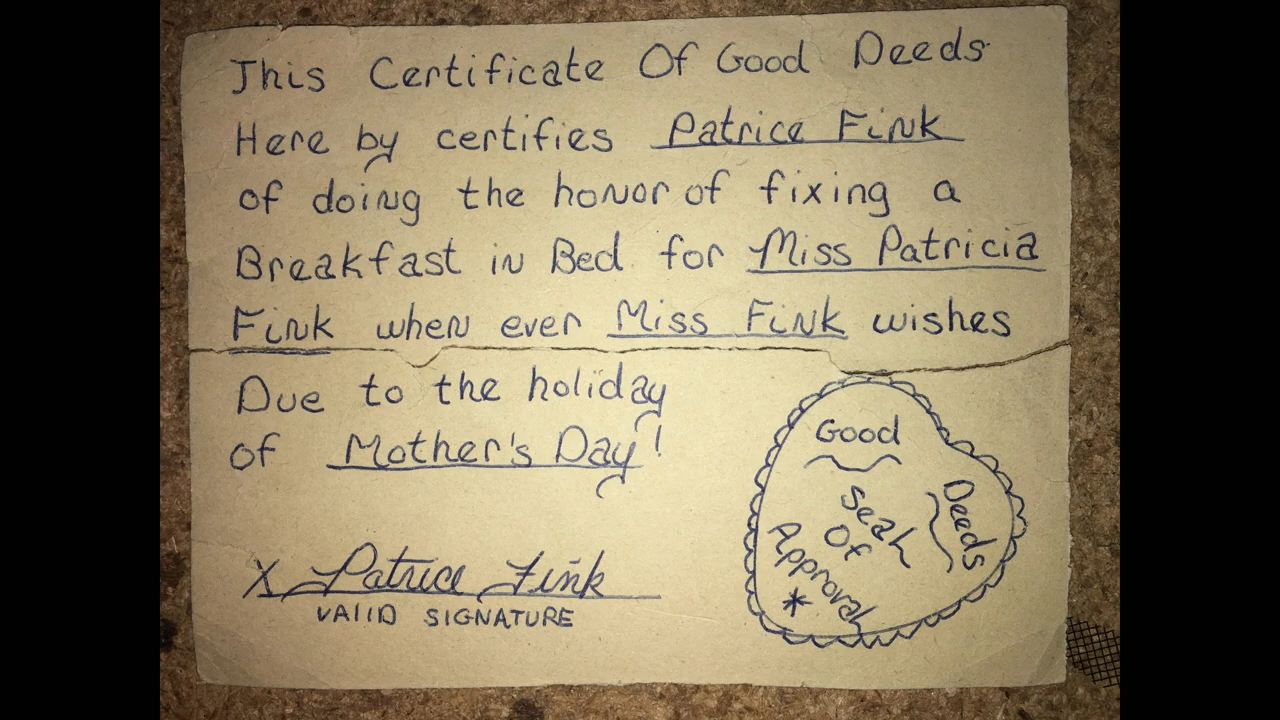 This Certificate Of Good Deeds
Here by certifies Patrice Fink
of doing the honor of fixing a
Breakfast in Bed for Miss Patricia
Fink when ever Miss Fink wishes
Due to the holiday
of Mother's Day!
X Patrice Fink
VALID SIGNATURE
Good
Deeds
Seal
Of
Approval
*